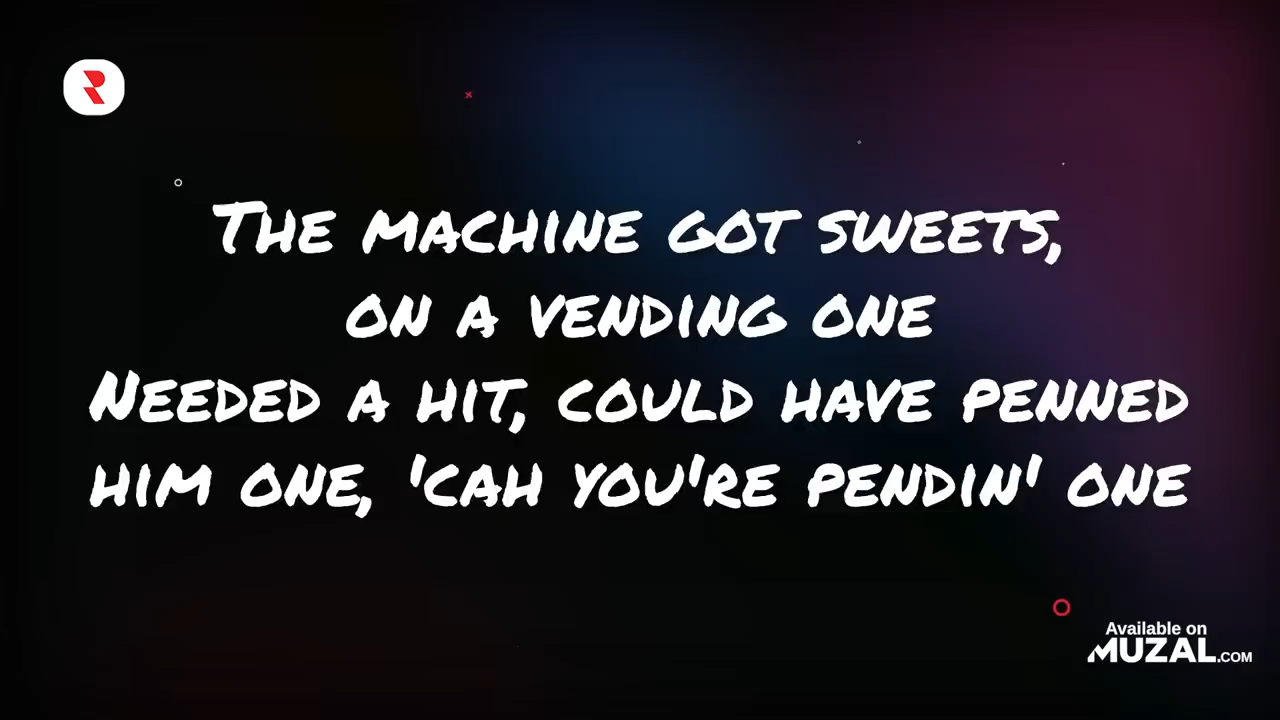 The machine got sweets,
on a vending one
Needed a hit, could have penned
him one, 'cah you're pendin' one
Available on
MUZAL.COM